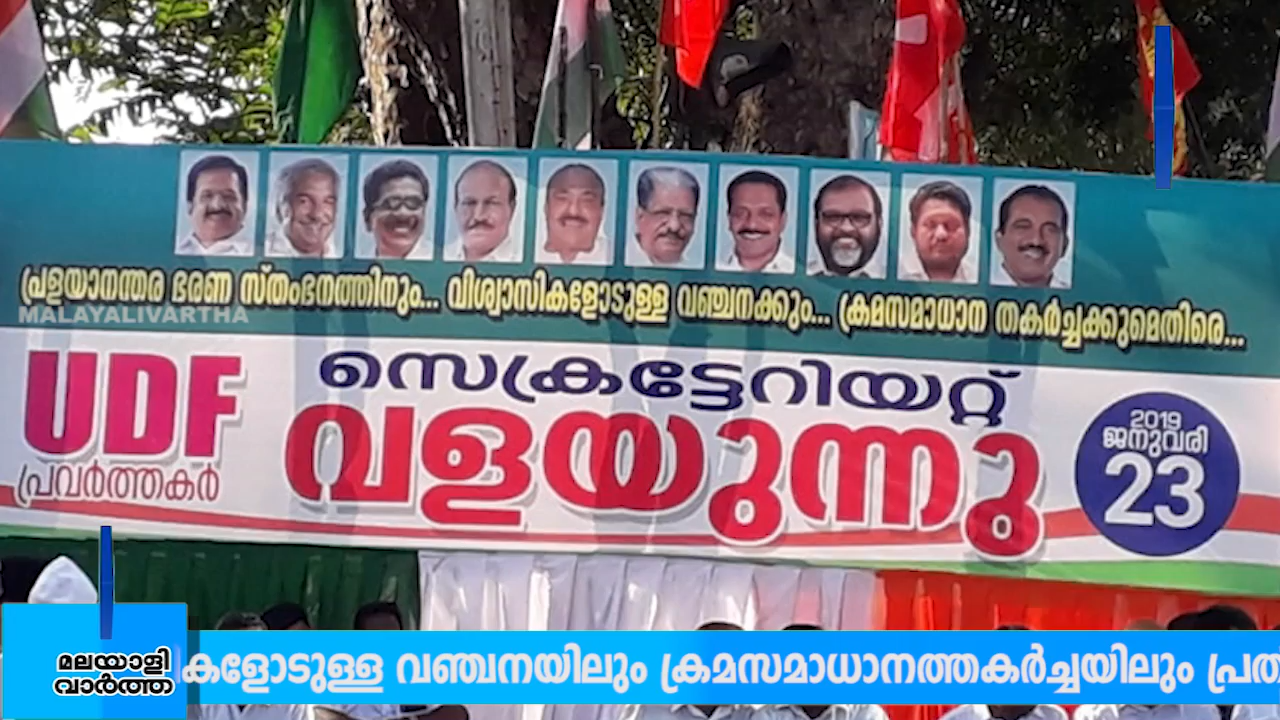 പ്രളയാനന്തര ഭരണ സ്തംഭനത്തിനും... വിശ്വാസികളോടുള്ള വഞ്ചനക്കും... ക്രമസമാധാന തകർച്ചക്കുമെതിരെ...
MALAYALIVARTHA
UDF
പ്രവർത്തകർ
സെക്രട്ടേറിയറ്റ്
വളയുന്നു
2019
ജനുവരി
23
മലയാളി
വാർത്ത
കളോടുള്ള വഞ്ചനയിലും ക്രമസമാധാനത്തകർച്ചയിലും പ്രത